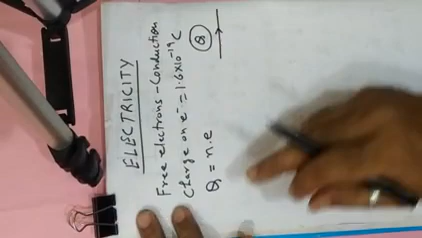 ELECTRICITY
Free electrons - Conduction
Charge on e⁻ = 1.6×10⁻¹⁹ C
Q = n.e
Q